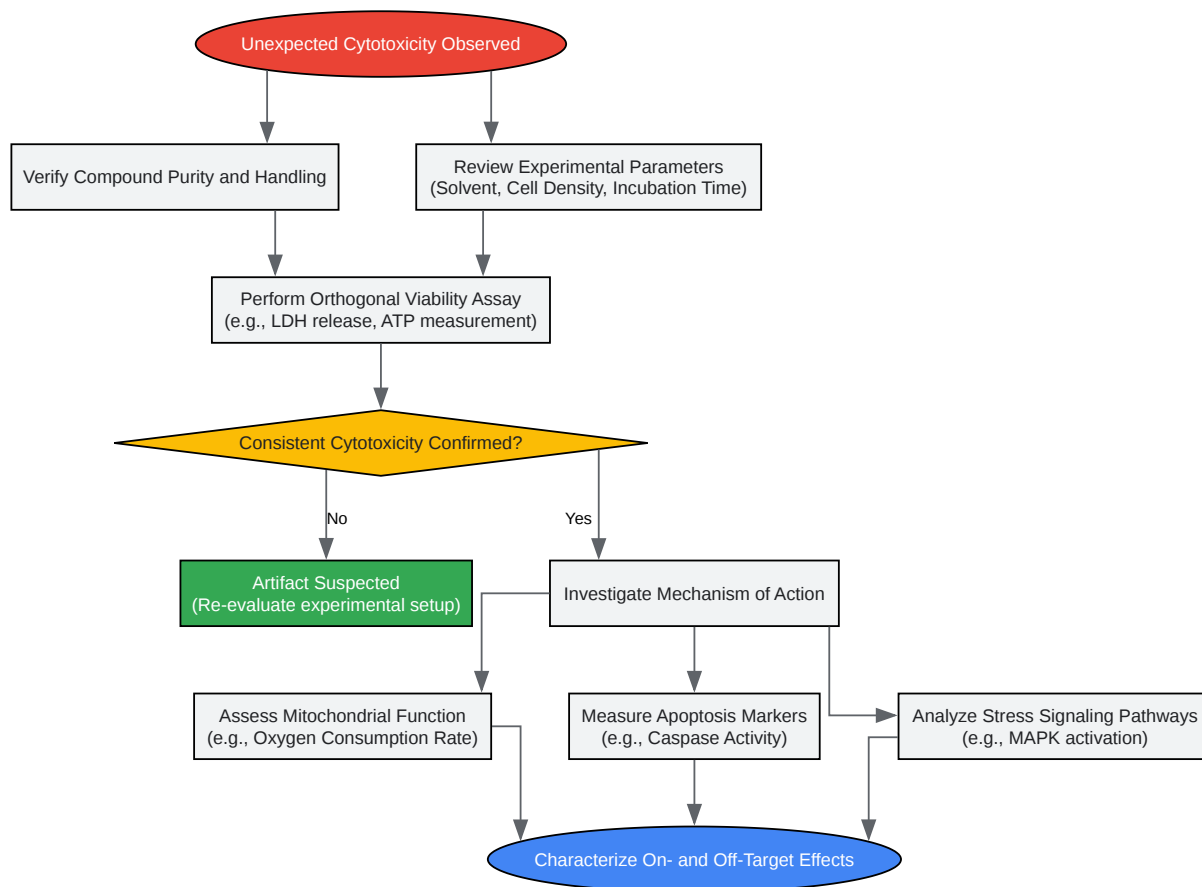 Unexpected Cytotoxicity Observed
Verify Compound Purity and Handling
Review Experimental Parameters
(Solvent, Cell Density, Incubation Time)
Perform Orthogonal Viability Assay
(e.g., LDH release, ATP measurement)
Consistent Cytotoxicity Confirmed?
No
Yes
Artifact Suspected
(Re-evaluate experimental setup)
Investigate Mechanism of Action
Assess Mitochondrial Function
(e.g., Oxygen Consumption Rate)
Measure Apoptosis Markers
(e.g., Caspase Activity)
Analyze Stress Signaling Pathways
(e.g., MAPK activation)
Characterize On- and Off-Target Effects